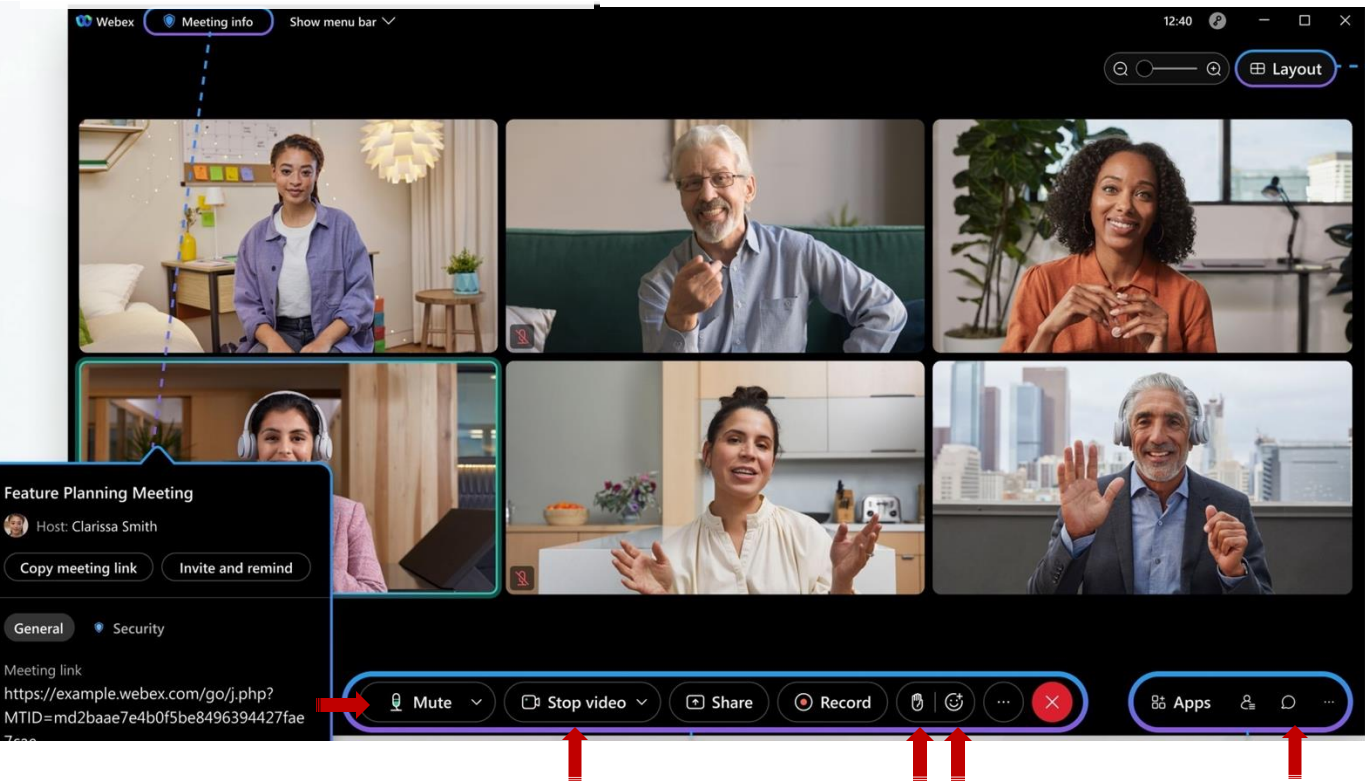 Webex
Meeting info
Show menu bar
12:40
Layout
Feature Planning Meeting
Host: Clarissa Smith
Copy meeting link
Invite and remind
General
Security
Meeting link
https://example.webex.com/go/j.php?
MTID=md2baae7e4b0f5be8496394427fae
Mute
Stop video
Share
Record
Apps